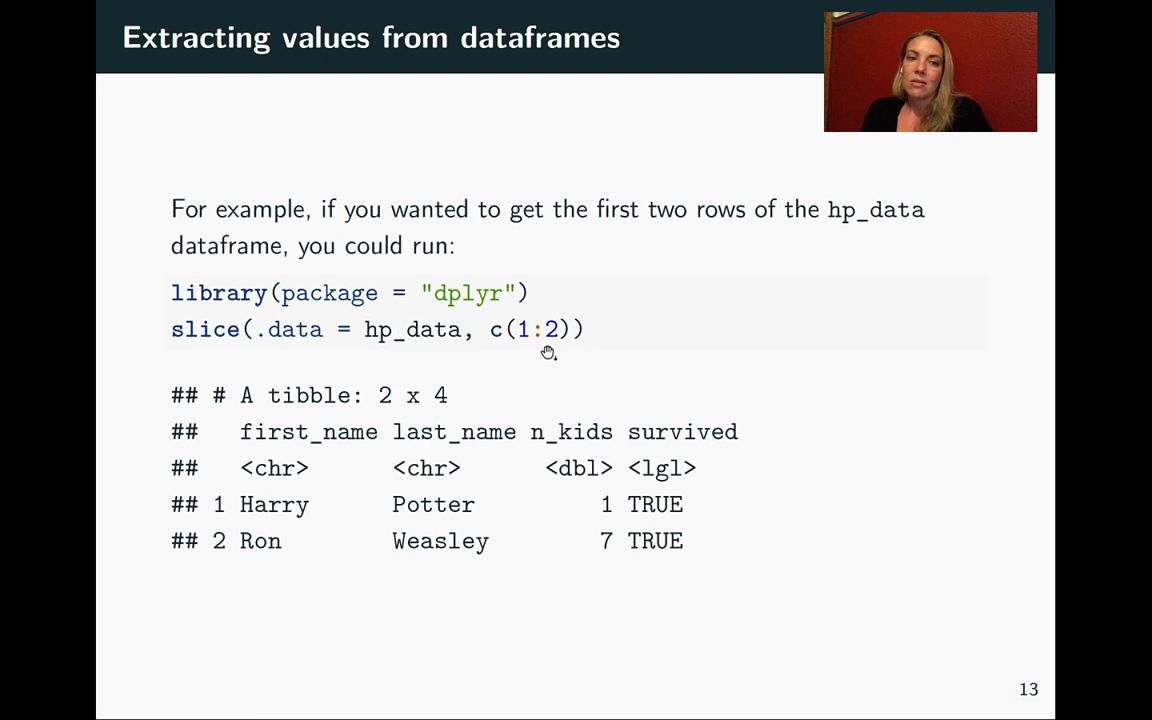 Extracting values from dataframes
For example, if you wanted to get the first two rows of the hp_data
dataframe, you could run:
library(package = "dplyr")
slice(.data = hp_data, c(1:2))
## # A tibble: 2 x 4
##   first_name last_name n_kids survived
##   <chr>      <chr>      <dbl> <lgl>
## 1 Harry      Potter         1 TRUE
## 2 Ron        Weasley        7 TRUE
13